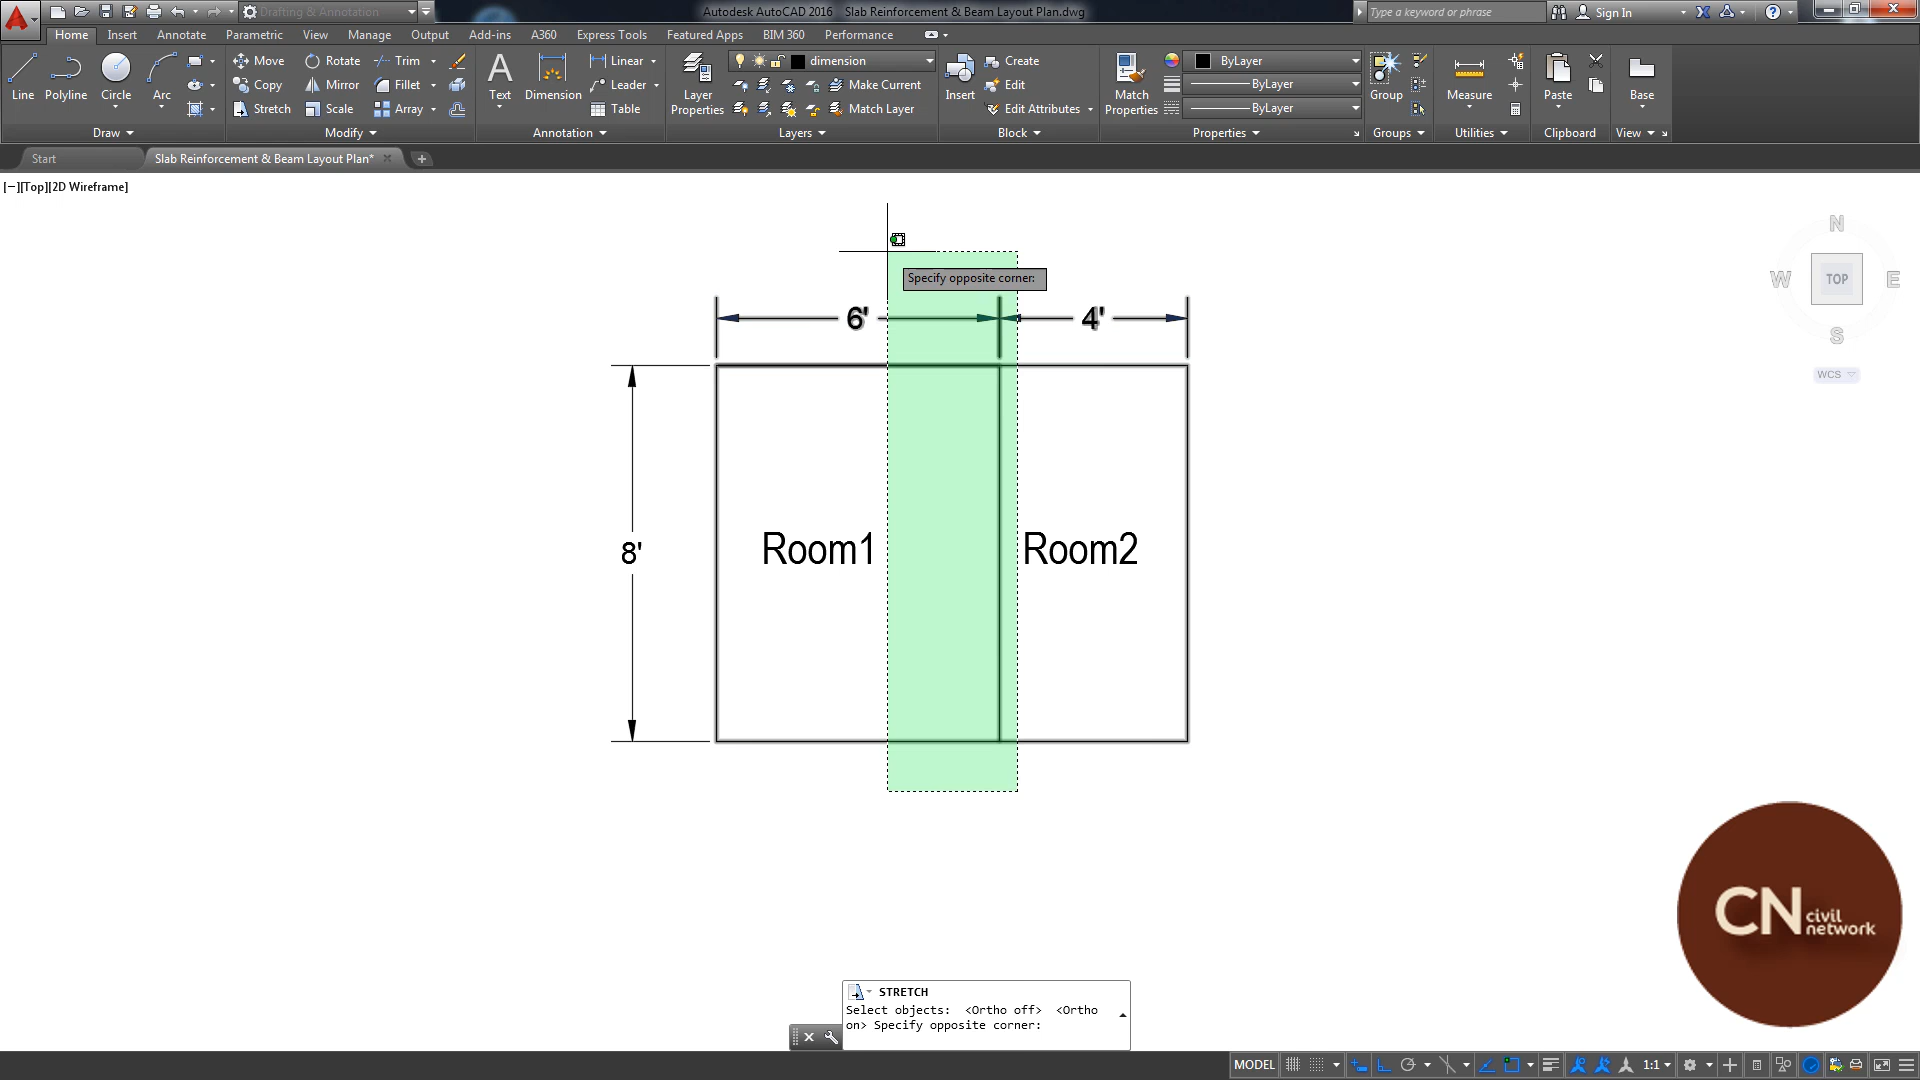 Drafting & Annotation
Autodesk AutoCAD 2016 Slab Reinforcement & Beam Layout Plan.dwg
Type a keyword or phrase
Sign In
Home Insert Annotate Parametric View Manage Output Add-ins A360 Express Tools Featured Apps BIM 360 Performance
Line
Polyline
Circle
Arc
Draw
Move Rotate Trim
Copy Mirror Fillet
Stretch Scale Array
Modify
Text
Dimension
Linear
Leader
Table
Annotation
Layer
Properties
dimension
Make Current
Match Layer
Layers
Insert
Create
Edit
Edit Attributes
Block
Match
Properties
ByLayer
ByLayer
ByLayer
Properties
Group
Groups
Measure
Utilities
Paste
Clipboard
Base
View
Start
Slab Reinforcement & Beam Layout Plan*
[−][Top][2D Wireframe]
N
W
TOP
E
S
WCS
Specify opposite corner:
6'
4'
8'
Room1
Room2
CN civil
network
STRETCH
Select objects: <Ortho off> <Ortho
on> Specify opposite corner:
MODEL
1:1